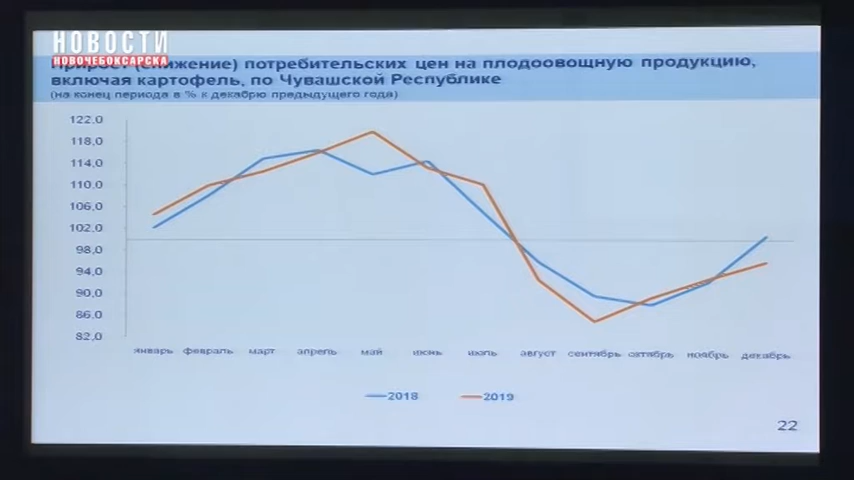 НОВОСТИ
НОВОЧЕБОКСАРСКА
Прирост (снижение) потребительских цен на плодоовощную продукцию,
включая картофель, по Чувашской Республике
(на конец периода в % к декабрю предыдущего года)
122,0
118,0
114,0
110,0
106,0
102,0
98,0
94,0
90,0
86,0
82,0
январь февраль март апрель май июнь июль август сентябрь октябрь ноябрь декабрь
2018 2019
22